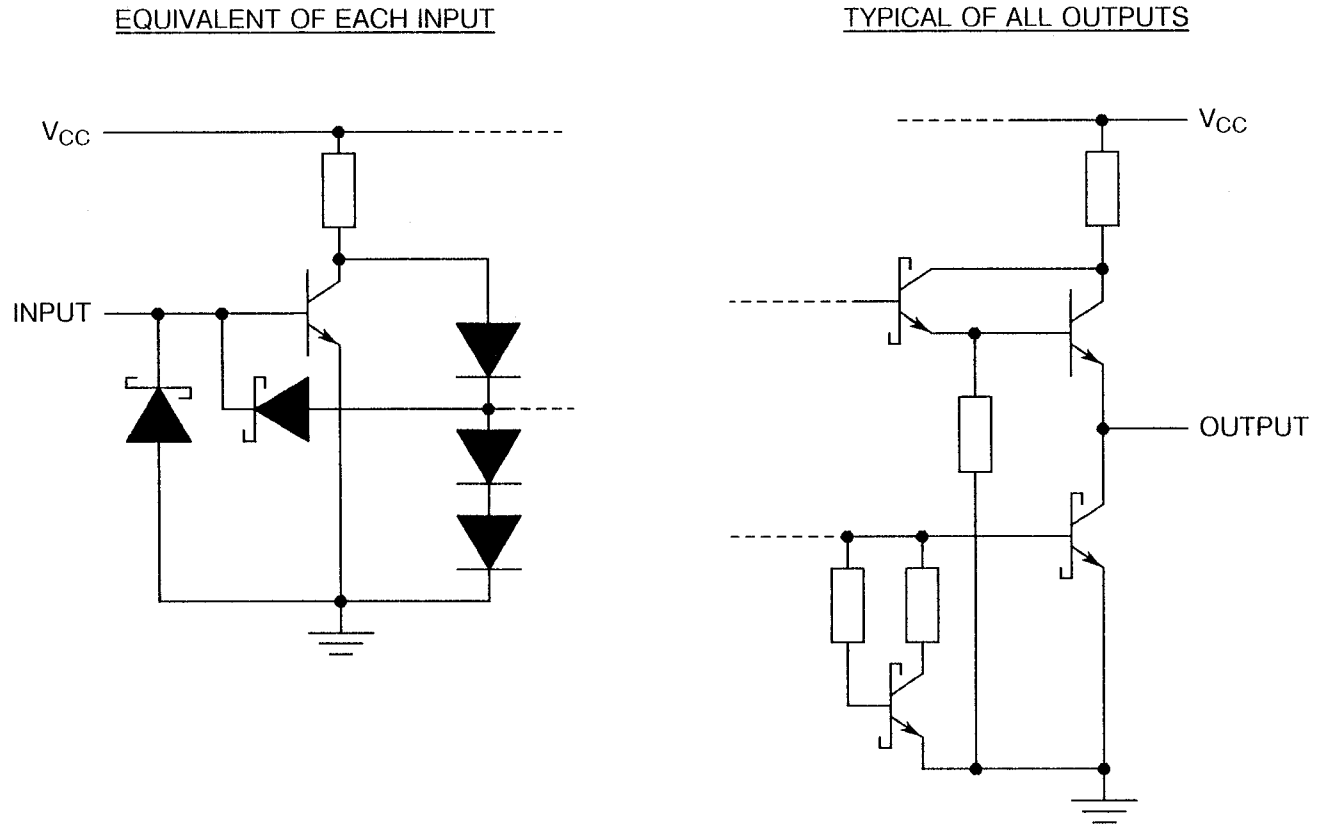 EQUIVALENT OF EACH INPUT
TYPICAL OF ALL OUTPUTS
VCC
INPUT
VCC
OUTPUT